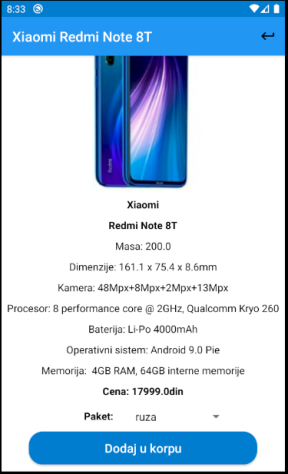 8:33
Xiaomi Redmi Note 8T
Xiaomi
Redmi Note 8T
Masa: 200.0
Dimenzije: 161.1 x 75.4 x 8.6mm
Kamera: 48Mpx+8Mpx+2Mpx+13Mpx
Procesor: 8 performance core @ 2GHz, Qualcomm Kryo 260
Baterija: Li-Po 4000mAh
Operativni sistem: Android 9.0 Pie
Memorija: 4GB RAM, 64GB interne memorije
Cena: 17999.0din
Paket: ruza
Dodaj u korpu